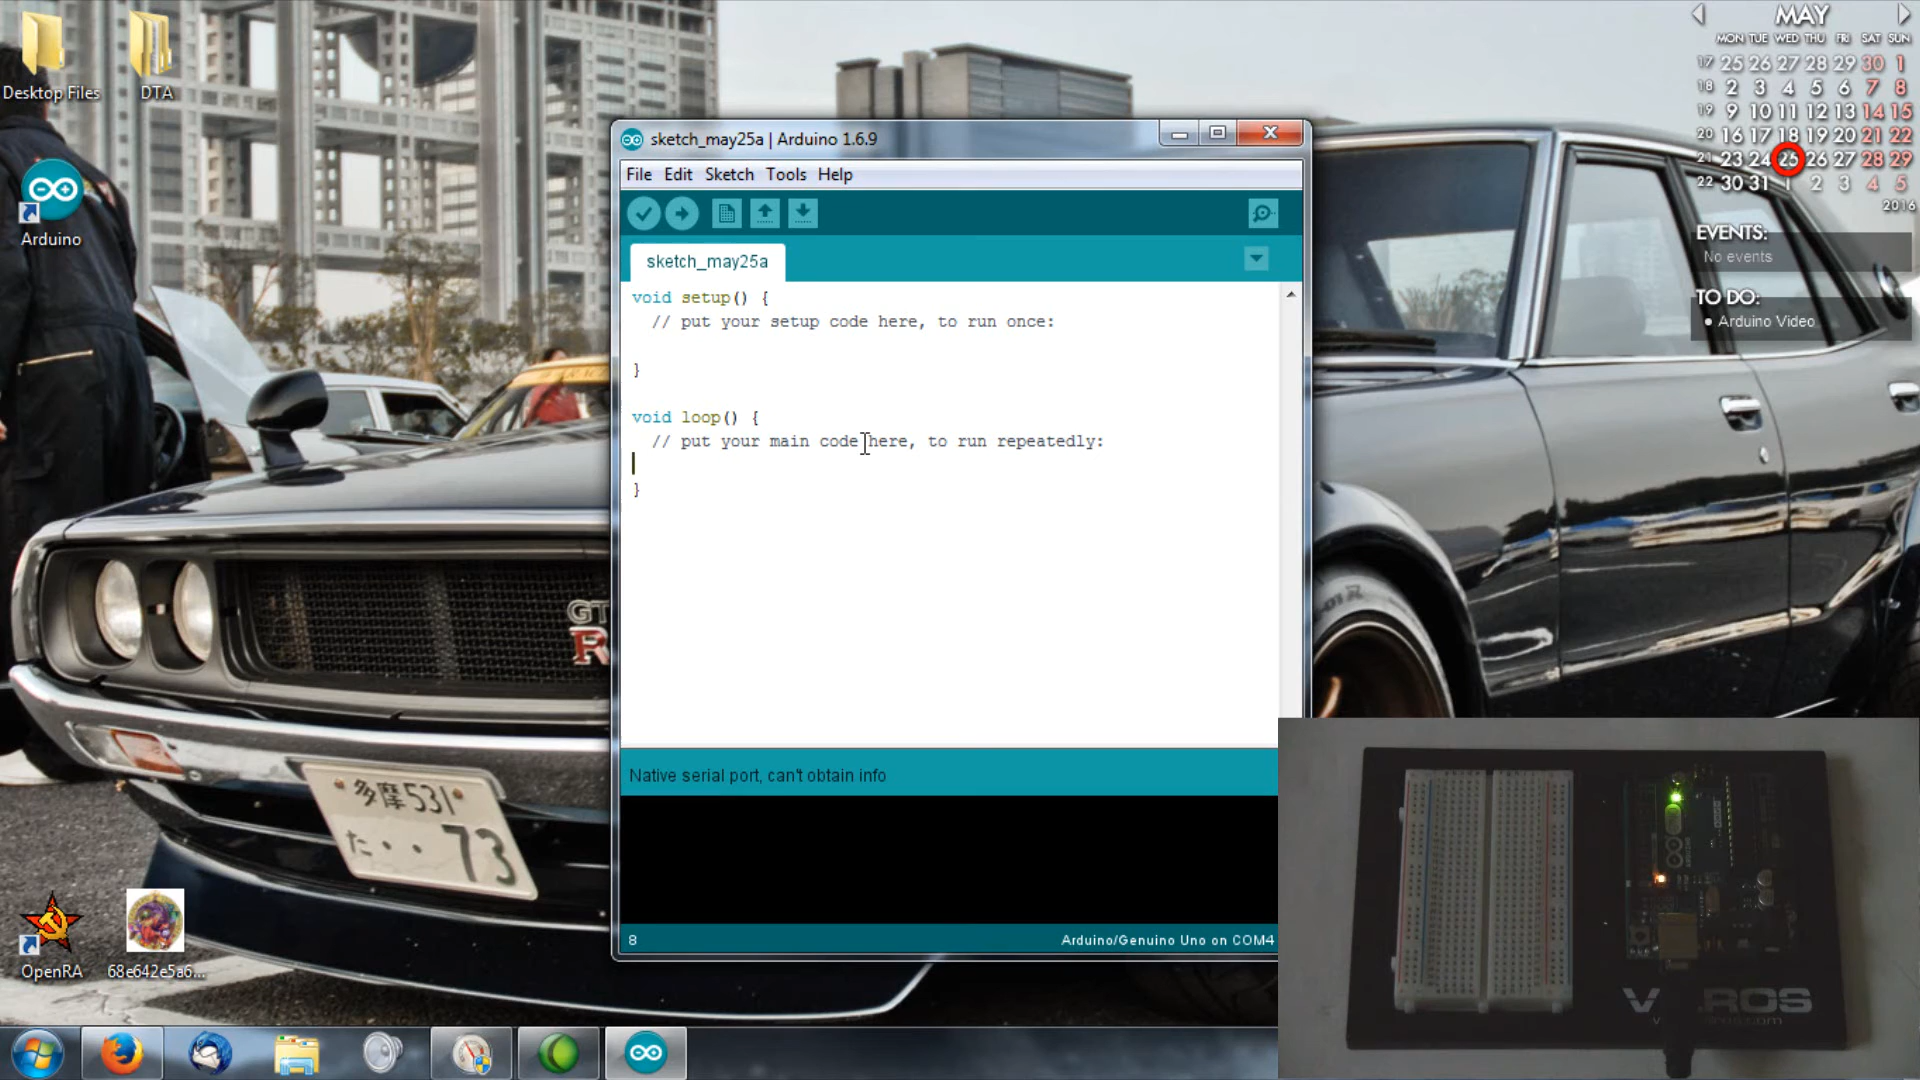 Desktop Files
DTA
Arduino
OpenRA
68e642e5a6...
GT
R
多摩531
た・・73
sketch_may25a | Arduino 1.6.9
File Edit Sketch Tools Help
sketch_may25a
void setup() {
// put your setup code here, to run once:
}
void loop() {
// put your main code here, to run repeatedly:
}
Native serial port, can't obtain info
8
Arduino/Genuino Uno on COM4
MAY
MON TUE WED THU FRI SAT SUN
17 25 26 27 28 29 30 1
18 2 3 4 5 6 7 8
19 9 10 11 12 13 14 15
20 16 17 18 19 20 21 22
21 23 24 25 26 27 28 29
22 30 31 1 2 3 4 5
2016
EVENTS:
No events
TO DO:
• Arduino Video